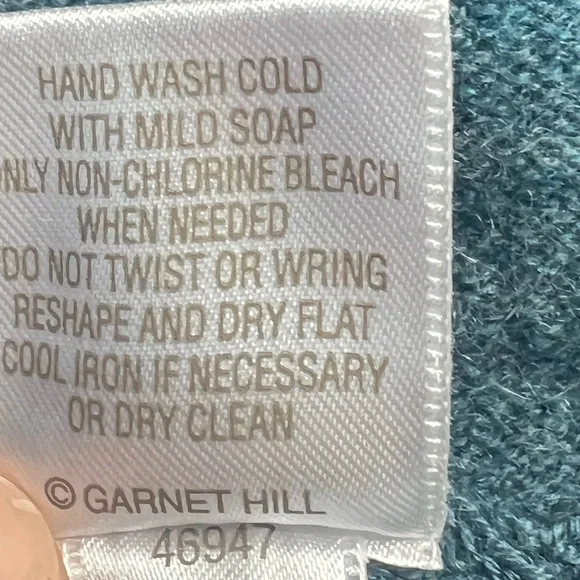 HAND WASH COLD
WITH MILD SOAP
NLY NON-CHLORINE BLEACH
WHEN NEEDED
DO NOT TWIST OR WRING
RESHAPE AND DRY FLAT
COOL IRON IF NECESSARY
OR DRY CLEAN
© GARNET HILL
46947